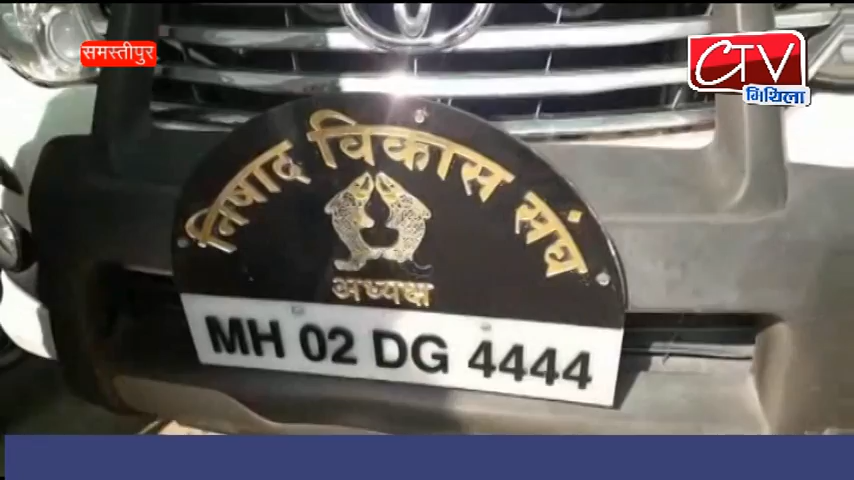 समस्तीपुर
CTV
मिथिला
निषाद विकास संघ
अध्यक्ष
MH 02 DG 4444